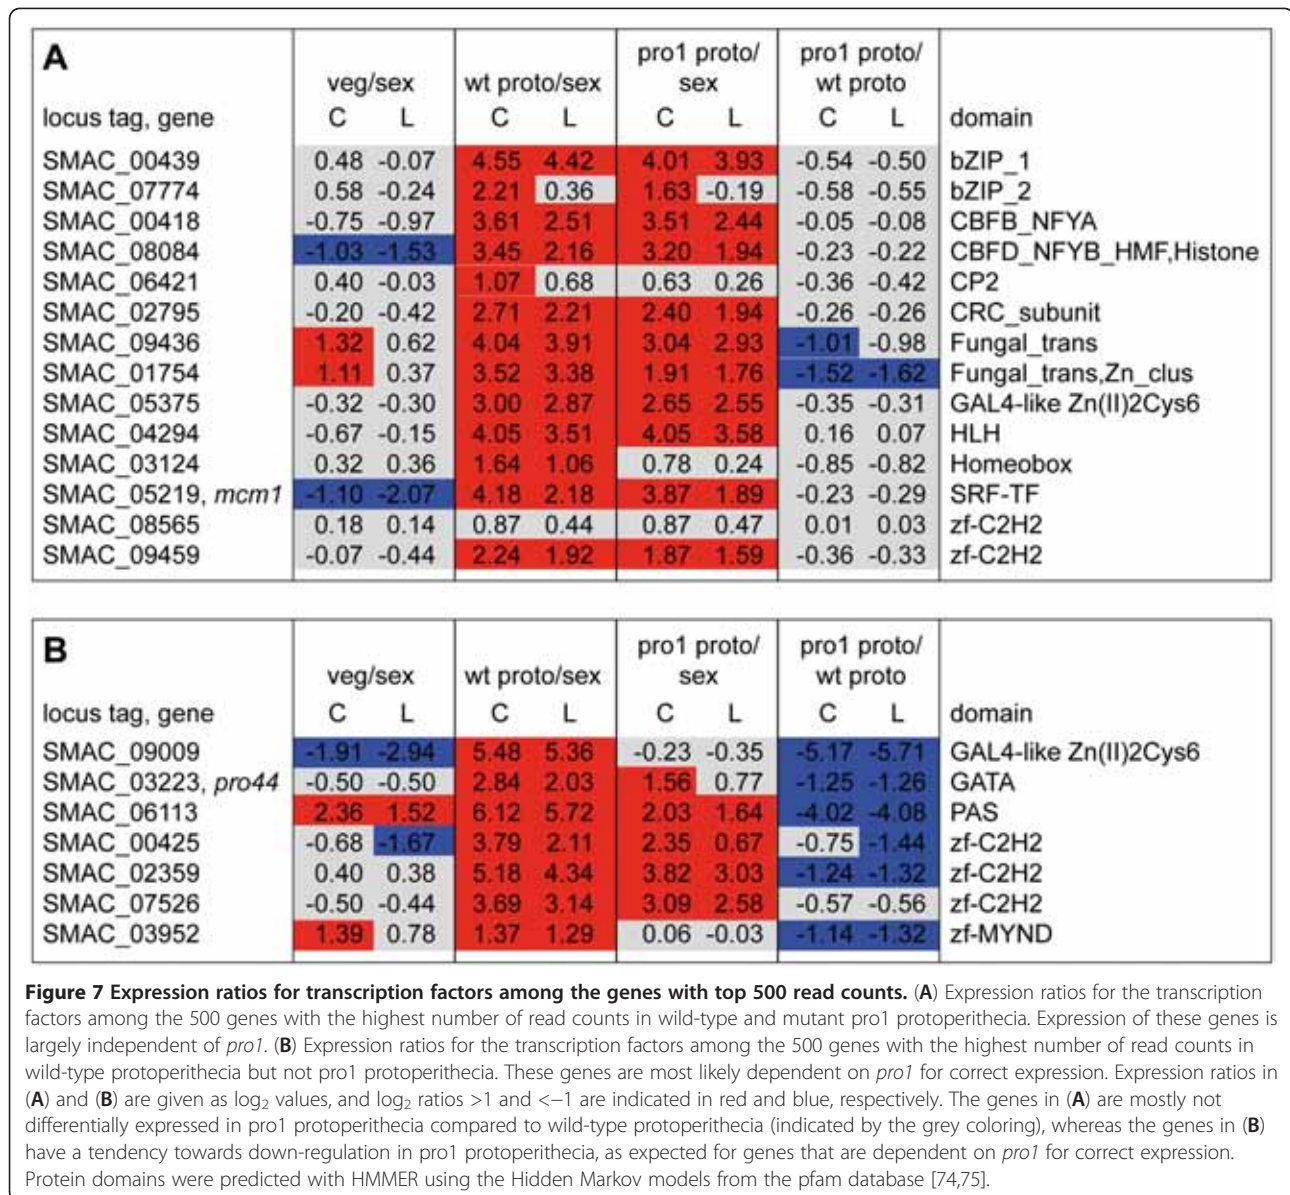 A
veg/sex wt proto/sex pro1 proto/ sex pro1 proto/ wt proto
locus tag, gene C L C L C L C L domain
SMAC_00439 0.48 -0.07 4.55 4.42 4.01 3.93 -0.54 -0.50 bZIP_1
SMAC_07774 0.58 -0.24 2.21 0.36 1.63 -0.19 -0.58 -0.55 bZIP_2
SMAC_00418 -0.75 -0.97 3.61 2.51 3.51 2.44 -0.05 -0.08 CBFB_NFYA
SMAC_08084 -1.03 -1.53 3.45 2.16 3.20 1.94 -0.23 -0.22 CBFD_NFYB_HMF,Histone
SMAC_06421 0.40 -0.03 1.07 0.68 0.63 0.26 -0.36 -0.42 CP2
SMAC_02795 -0.20 -0.42 2.71 2.21 2.40 1.94 -0.26 -0.26 CRC_subunit
SMAC_09436 1.32 0.62 4.04 3.91 3.04 2.93 -1.01 -0.98 Fungal_trans
SMAC_01754 1.11 0.37 3.52 3.38 1.91 1.76 -1.52 -1.62 Fungal_trans,Zn_clus
SMAC_05375 -0.32 -0.30 3.00 2.87 2.65 2.55 -0.35 -0.31 GAL4-like Zn(II)2Cys6
SMAC_04294 -0.67 -0.15 4.05 3.51 4.05 3.58 0.16 0.07 HLH
SMAC_03124 0.32 0.36 1.64 1.06 0.78 0.24 -0.85 -0.82 Homeobox
SMAC_05219, mcm1 -1.10 -2.07 4.18 2.18 3.87 1.89 -0.23 -0.29 SRF-TF
SMAC_08565 0.18 0.14 0.87 0.44 0.87 0.47 0.01 0.03 zf-C2H2
SMAC_09459 -0.07 -0.44 2.24 1.92 1.87 1.59 -0.36 -0.33 zf-C2H2
B
veg/sex wt proto/sex pro1 proto/ sex pro1 proto/ wt proto
locus tag, gene C L C L C L C L domain
SMAC_09009 -1.91 -2.94 5.48 5.36 -0.23 -0.35 -5.17 -5.71 GAL4-like Zn(II)2Cys6
SMAC_03223, pro44 -0.50 -0.50 2.84 2.03 1.56 0.77 -1.25 -1.26 GATA
SMAC_06113 2.36 1.52 6.12 5.72 2.03 1.64 -4.02 -4.08 PAS
SMAC_00425 -0.68 -1.67 3.79 2.11 2.35 0.67 -0.75 -1.44 zf-C2H2
SMAC_02359 0.40 0.38 5.18 4.34 3.82 3.03 -1.24 -1.32 zf-C2H2
SMAC_07526 -0.50 -0.44 3.69 3.14 3.09 2.58 -0.57 -0.56 zf-C2H2
SMAC_03952 1.39 0.78 1.37 1.29 0.06 -0.03 -1.14 -1.32 zf-MYND
Figure 7 Expression ratios for transcription factors among the genes with top 500 read counts. (A) Expression ratios for the transcription
factors among the 500 genes with the highest number of read counts in wild-type and mutant pro1 protoperithecia. Expression of these genes is
largely independent of pro1. (B) Expression ratios for the transcription factors among the 500 genes with the highest number of read counts in
wild-type protoperithecia but not pro1 protoperithecia. These genes are most likely dependent on pro1 for correct expression. Expression ratios in
(A) and (B) are given as log₂ values, and log₂ ratios >1 and <−1 are indicated in red and blue, respectively. The genes in (A) are mostly not
differentially expressed in pro1 protoperithecia compared to wild-type protoperithecia (indicated by the grey coloring), whereas the genes in (B)
have a tendency towards down-regulation in pro1 protoperithecia, as expected for genes that are dependent on pro1 for correct expression.
Protein domains were predicted with HMMER using the Hidden Markov models from the pfam database [74,75].